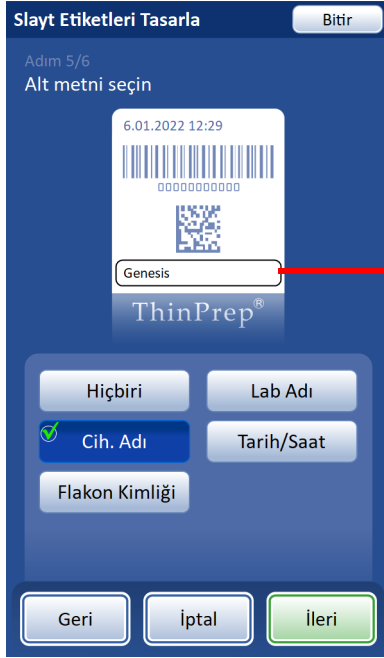 Slayt Etiketleri Tasarla
Bitir
Adım 5/6
Alt metni seçin
6.01.2022 12:29
00000000000
Genesis
ThinPrep®
Hiçbiri
Lab Adı
Cih. Adı
Tarih/Saat
Flakon Kimliği
Geri
İptal
İleri